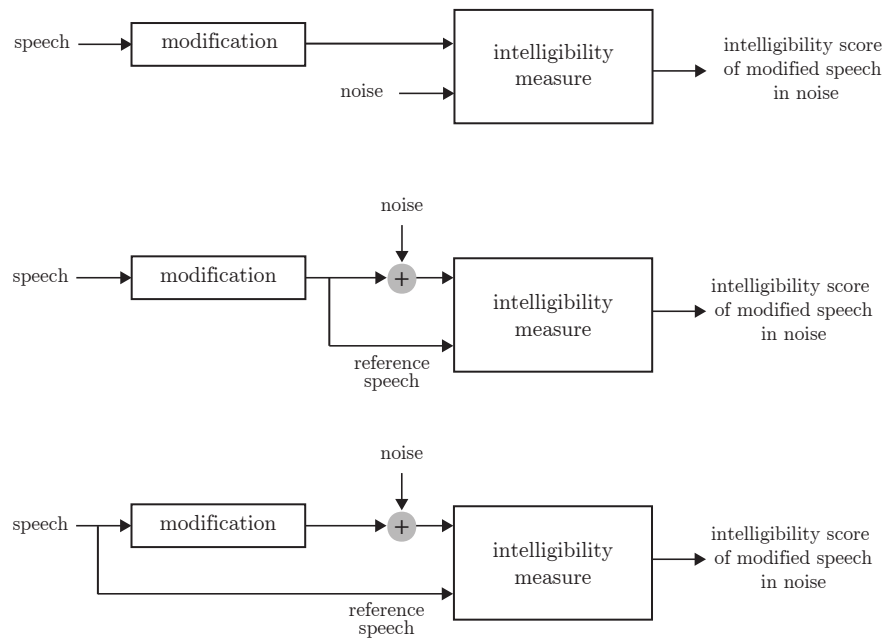 speech
modification
noise
intelligibility
measure
intelligibility score
of modified speech
in noise
noise
speech
modification
+
intelligibility
measure
reference
speech
intelligibility score
of modified speech
in noise
noise
speech
modification
+
intelligibility
measure
reference
speech
intelligibility score
of modified speech
in noise